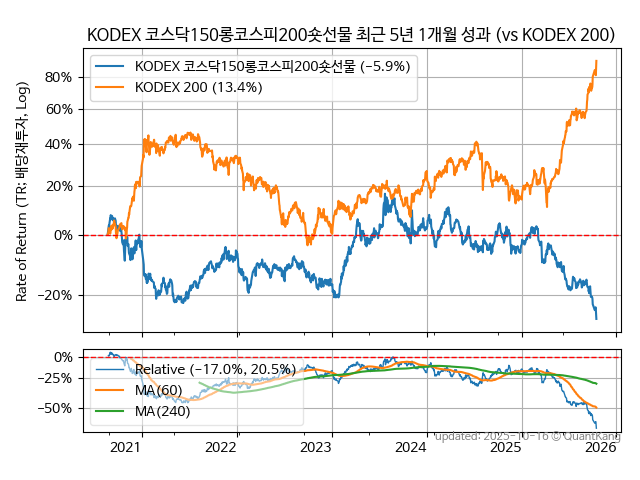 KODEX 코스닥150롱코스피200숏선물 최근 5년 1개월 성과 (vs KODEX 200)
Rate of Return (TR: 배당재투자, Log)
80%
60%
40%
20%
0%
−20%
KODEX 코스닥150롱코스피200숏선물 (−5.9%)
KODEX 200 (13.4%)
0%
−25%
−50%
Relative (−17.0%, 20.5%)
MA(60)
MA(240)
2021 2022 2023 2024 2025 2026
updated: 2025-10-16 © QuantKang